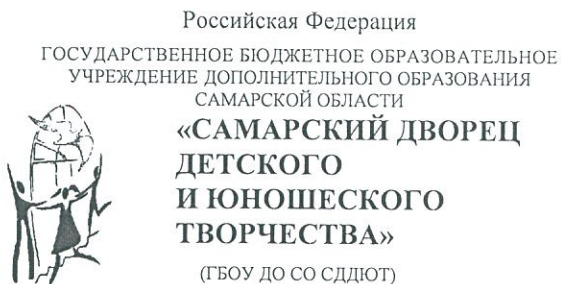 Российская Федерация
ГОСУДАРСТВЕННОЕ БЮДЖЕТНОЕ ОБРАЗОВАТЕЛЬНОЕ
УЧРЕЖДЕНИЕ ДОПОЛНИТЕЛЬНОГО ОБРАЗОВАНИЯ
САМАРСКОЙ ОБЛАСТИ
«САМАРСКИЙ ДВОРЕЦ
ДЕТСКОГО
И ЮНОШЕСКОГО
ТВОРЧЕСТВА»
(ГБОУ ДО СО СДДЮТ)